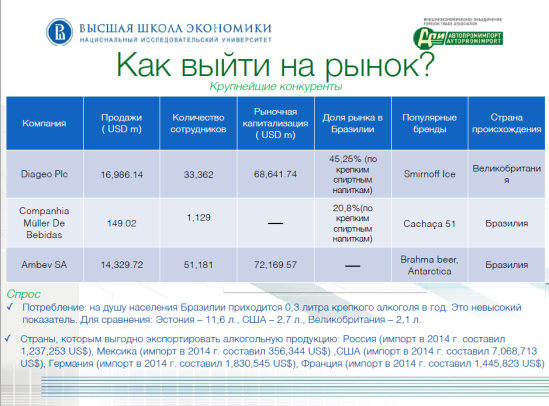 ВЫСШАЯ ШКОЛА ЭКОНОМИКИ
НАЦИОНАЛЬНЫЙ ИССЛЕДОВАТЕЛЬСКИЙ УНИВЕРСИТЕТ
ВНЕШНЕЭКОНОМИЧЕСКОЕ ОБЪЕДИНЕНИЕ
FOREIGN TRADE ASSOCIATION
АВТОПРОМИМПОРТ
AVTOPROMIMPORT
Как выйти на рынок?
Крупнейшие конкуренты
Компания | Продажи ( USD m) | Количество сотрудников | Рыночная капитализация ( USD m) | Доля рынка в Бразилии | Популярные бренды | Страна происхождения
Diageo Plc | 16,986.14 | 33,362 | 68,641.74 | 45,25% (по крепким спиртным напиткам) | Smirnoff Ice | Великобритания
Companhia Müller De Bebidas | 149.02 | 1,129 | — | 20,8%(по крепким спиртным напиткам) | Cachaça 51 | Бразилия
Ambev SA | 14,329.72 | 51,181 | 72,169.57 | — | Brahma beer, Antarctica | Бразилия
Спрос
✓ Потребление: на душу населения Бразилии приходится 0,3 литра крепкого алкоголя в год. Это невысокий
показатель. Для сравнения: Эстония – 11,6 л., США – 2,7 л., Великобритания – 2,1 л.
✓ Страны, которым выгодно экспортировать алкогольную продукцию: Россия (импорт в 2014 г. составил
1,237,253 US$), Мексика (импорт в 2014 г. составил 356,344 US$) ,США ( импорт в 2014 г. составил 7,068,713
US$), Германия (импорт в 2014 г. составил 1,830,545 US$), Франция (импорт в 2014 г. составил 1,445,823 US$)